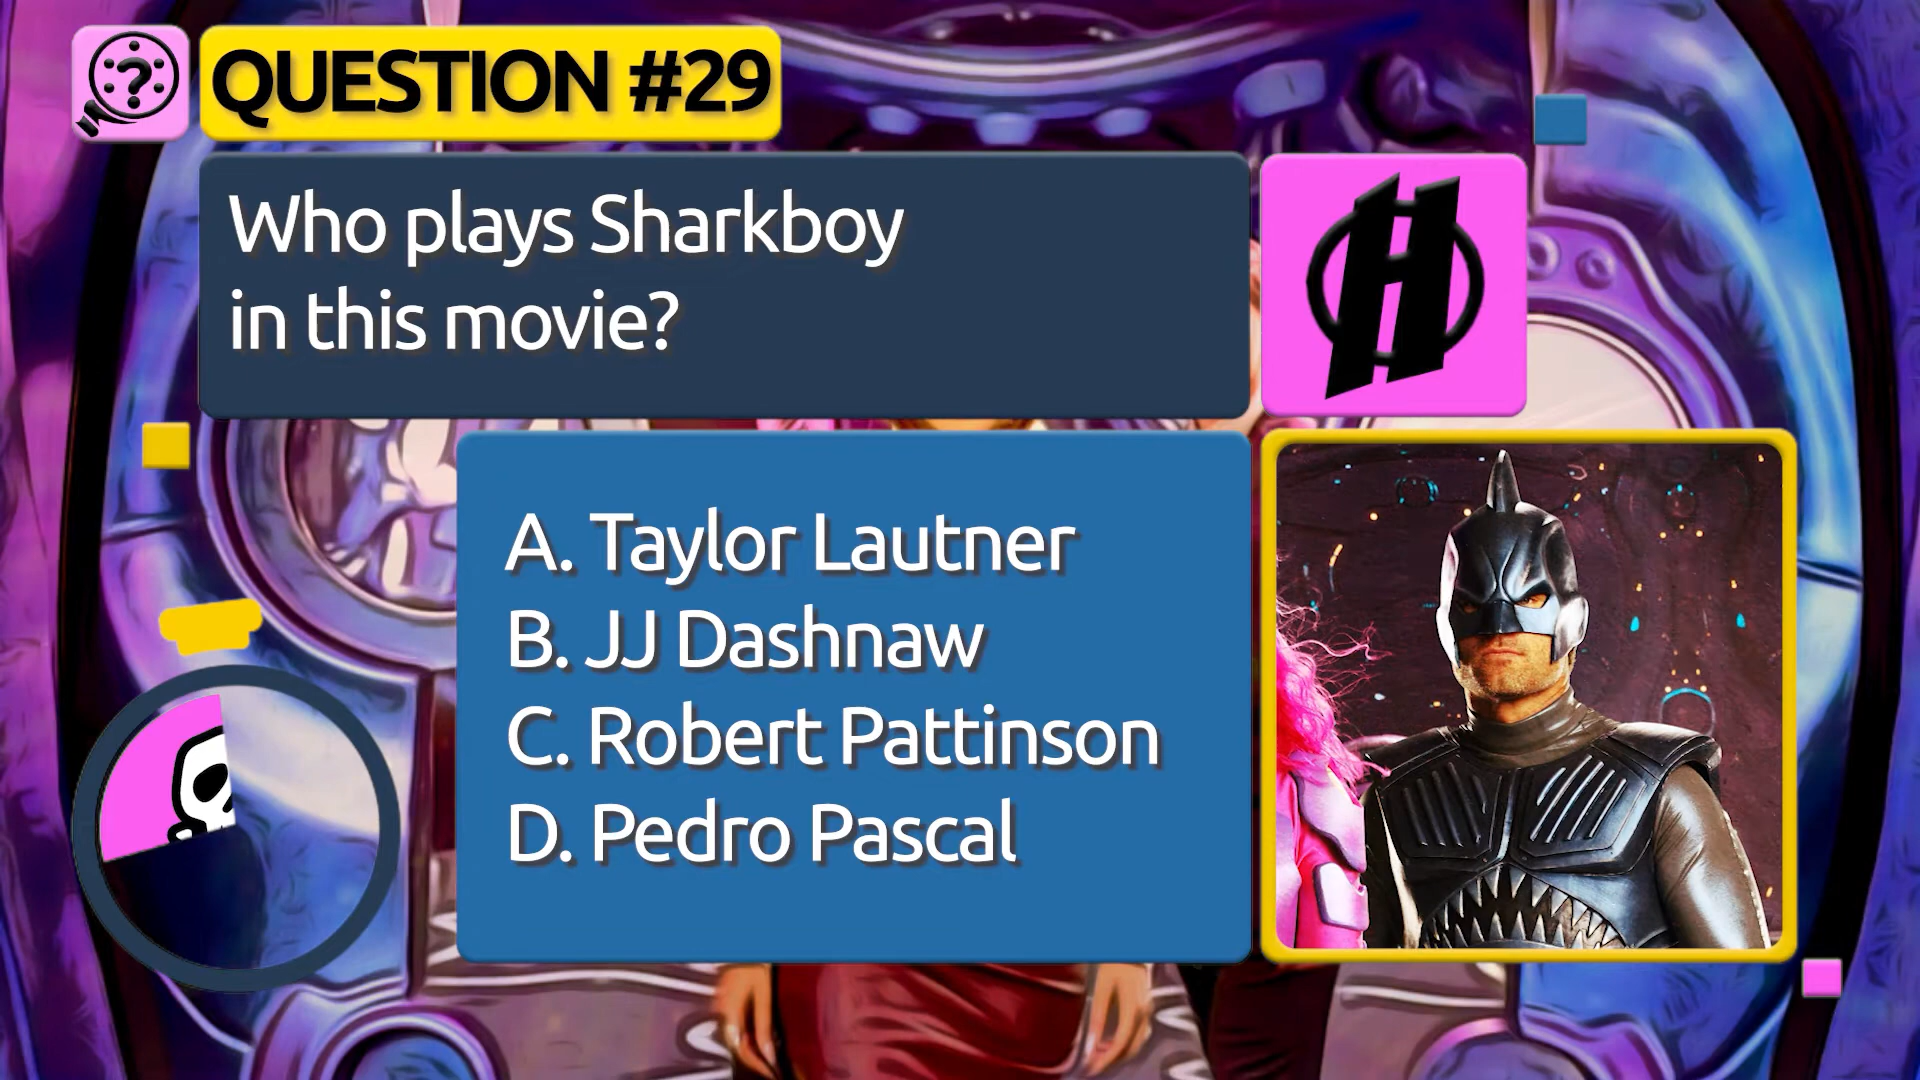 QUESTION #29
Who plays Sharkboy
in this movie?
H
A. Taylor Lautner
B. JJ Dashnaw
C. Robert Pattinson
D. Pedro Pascal